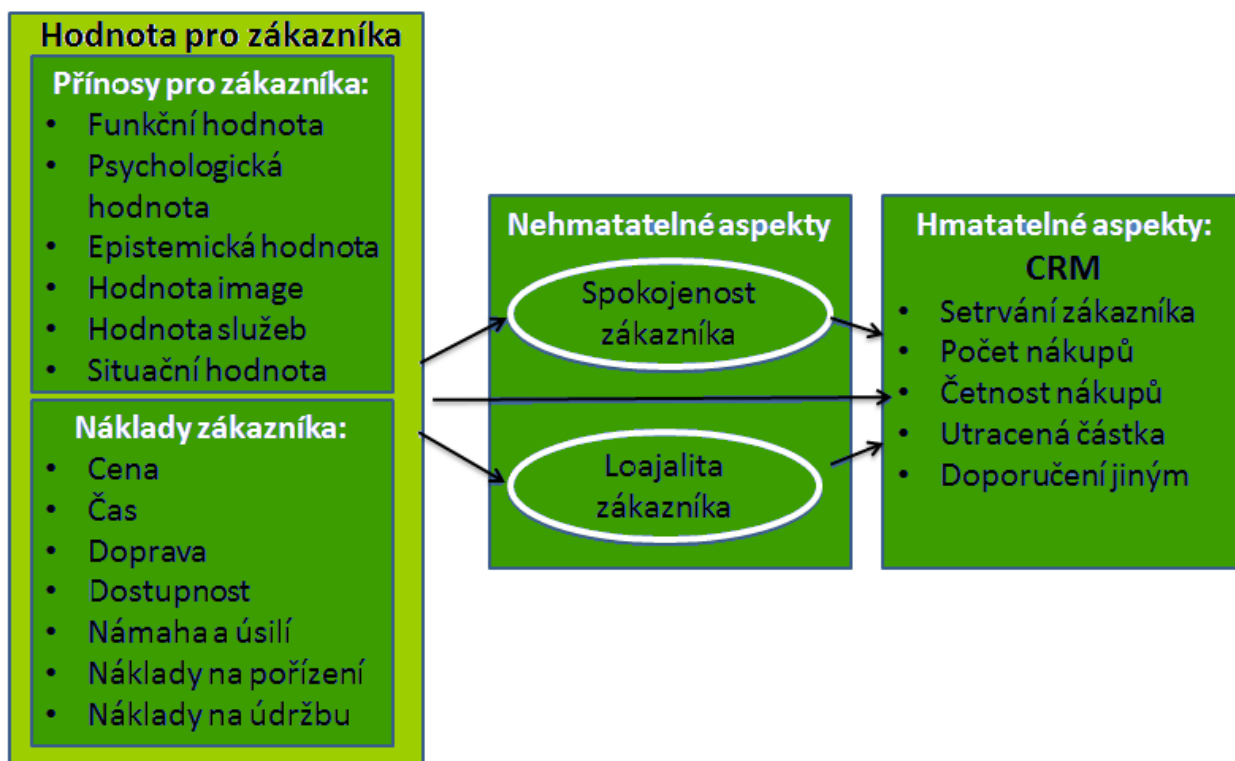 Hodnota pro zákazníka
Přínosy pro zákazníka:
• Funkční hodnota
• Psychologická
hodnota
• Epistemická hodnota
• Hodnota image
• Hodnota služeb
• Situační hodnota
Náklady zákazníka:
• Cena
• Čas
• Doprava
• Dostupnost
• Námaha a úsilí
• Náklady na pořízení
• Náklady na údržbu
Nehmatatelné aspekty
Spokojenost
zákazníka
Loajalita
zákazníka
Hmatatelné aspekty:
CRM
• Setrvání zákazníka
• Počet nákupů
• Četnost nákupů
• Utracená částka
• Doporučení jiným